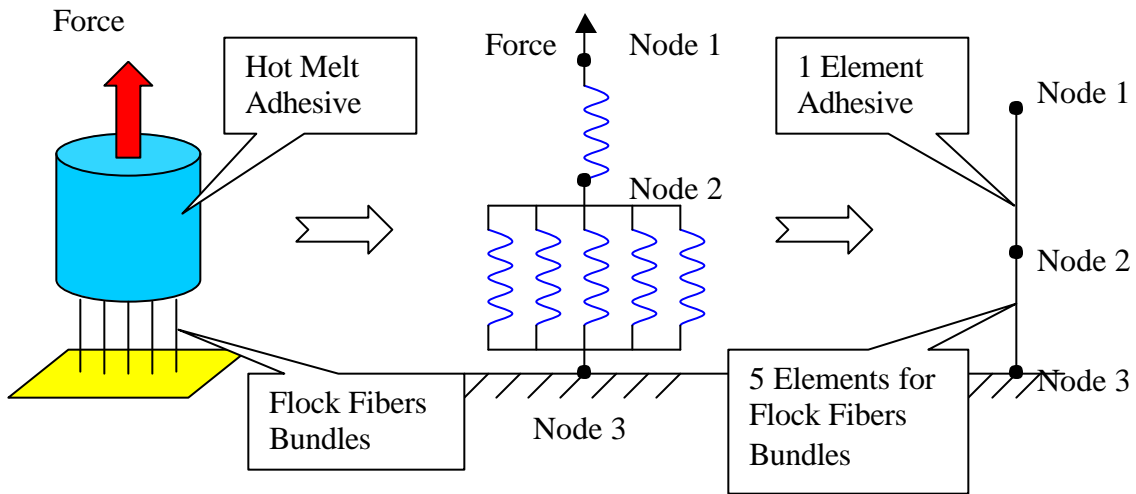 Force
Hot Melt
Adhesive
Flock Fibers
Bundles
Force
Node 1
Node 2
Node 3
1 Element
Adhesive
5 Elements for
Flock Fibers
Bundles
Node 1
Node 2
Node 3